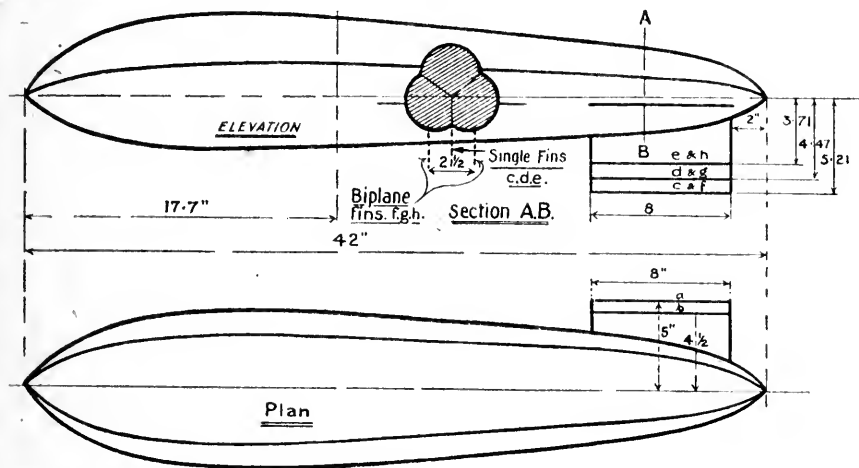 A
ELEVATION
2"
3·71
4·47
5·21
B
e & h
d & g
c & f
8
2 1/2
Single Fins
c.d.e.
Biplane
fins. f.g.h.
Section A.B.
17·7"
42"
8"
a
b
5"
4 1/2
Plan